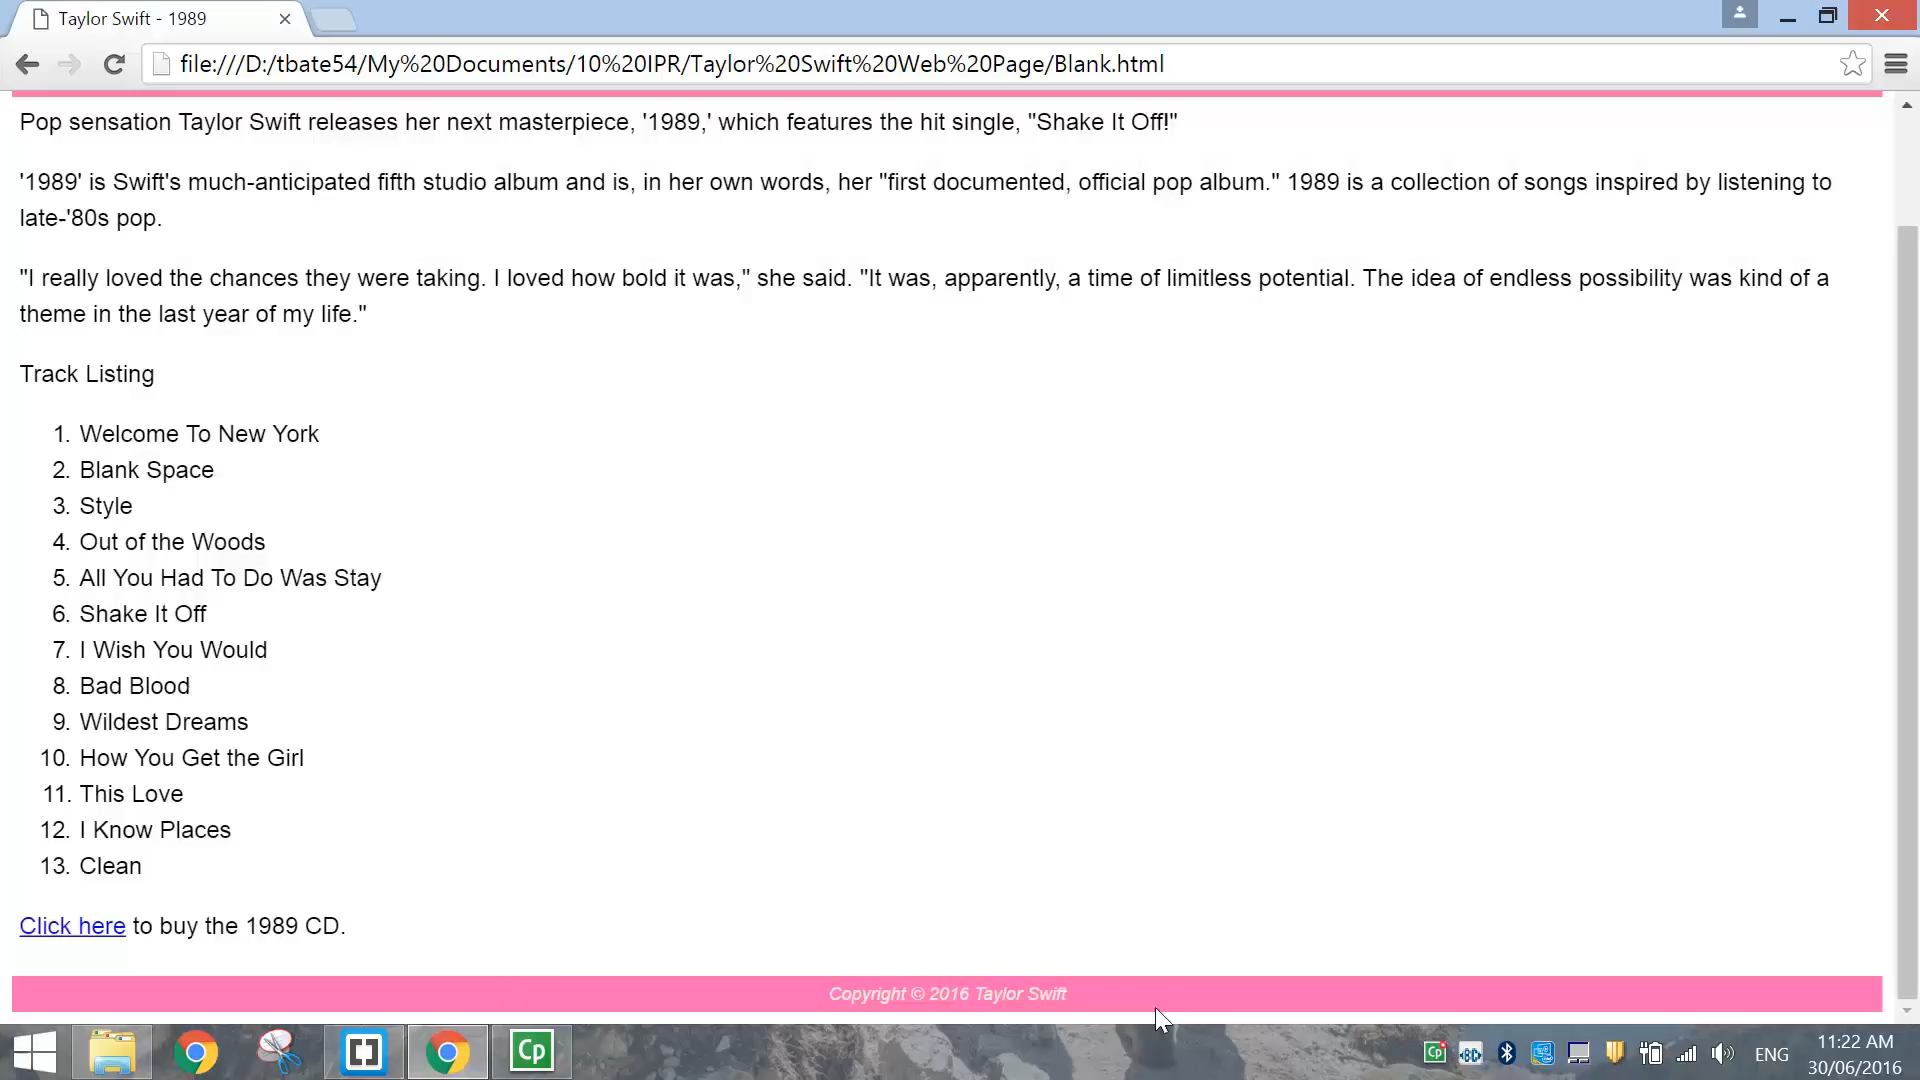 Taylor Swift - 1989
file:///D:/tbate54/My%20Documents/10%20IPR/Taylor%20Swift%20Web%20Page/Blank.html
Pop sensation Taylor Swift releases her next masterpiece, '1989,' which features the hit single, "Shake It Off!"
'1989' is Swift's much-anticipated fifth studio album and is, in her own words, her "first documented, official pop album." 1989 is a collection of songs inspired by listening to
late-'80s pop.
"I really loved the chances they were taking. I loved how bold it was," she said. "It was, apparently, a time of limitless potential. The idea of endless possibility was kind of a
theme in the last year of my life."
Track Listing
1. Welcome To New York
2. Blank Space
3. Style
4. Out of the Woods
5. All You Had To Do Was Stay
6. Shake It Off
7. I Wish You Would
8. Bad Blood
9. Wildest Dreams
10. How You Get the Girl
11. This Love
12. I Know Places
13. Clean
Click here to buy the 1989 CD.
Copyright © 2016 Taylor Swift
Cp
Cp
ENG
11:22 AM
30/06/2016